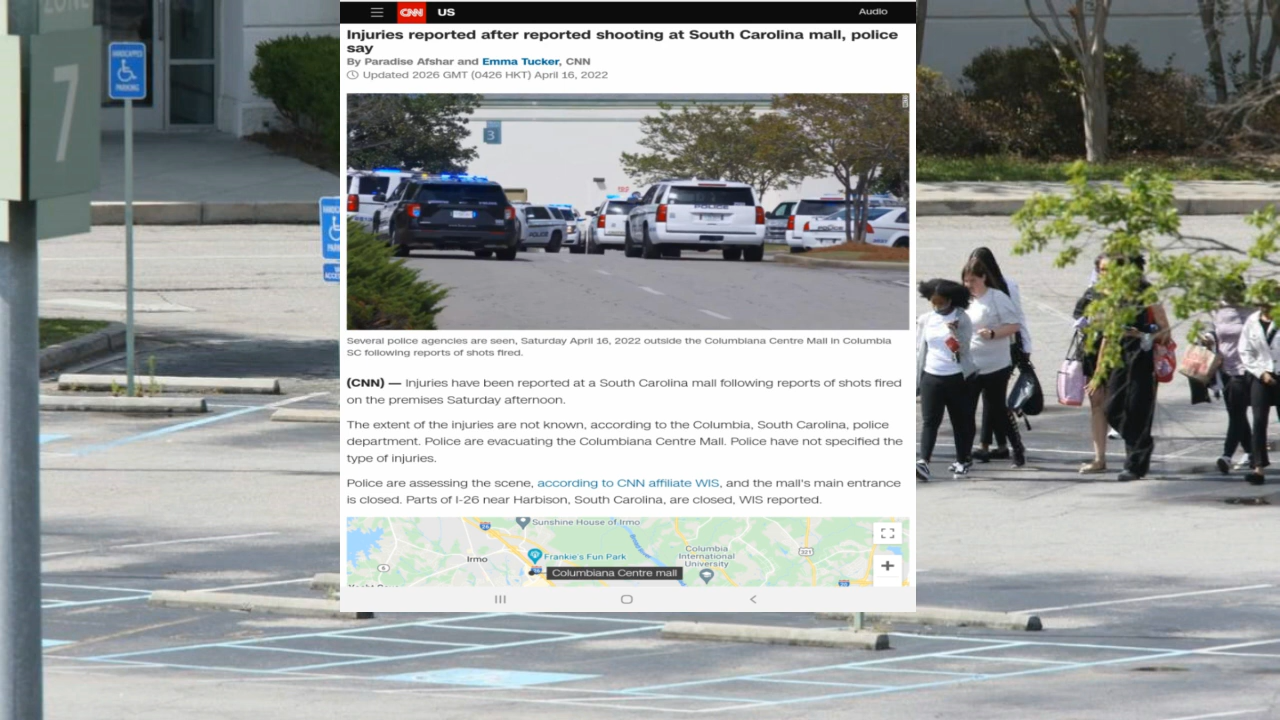 ZONE
7
HANDICAPPED
PARKING
CNN US
Audio
Injuries reported after reported shooting at South Carolina mall, police
say
By Paradise Afshar and Emma Tucker, CNN
Updated 2026 GMT (0426 HKT) April 16, 2022
3
POLICE
Several police agencies are seen, Saturday April 16, 2022 outside the Columbiana Centre Mall in Columbia
SC following reports of shots fired.
(CNN) — Injuries have been reported at a South Carolina mall following reports of shots fired
on the premises Saturday afternoon.
The extent of the injuries are not known, according to the Columbia, South Carolina, police
department. Police are evacuating the Columbiana Centre Mall. Police have not specified the
type of injuries.
Police are assessing the scene, according to CNN affiliate WIS, and the mall's main entrance
is closed. Parts of I-26 near Harbison, South Carolina, are closed, WIS reported.
Sunshine House of Irmo
26
Irmo
Frankie's Fun Park
Columbia
International
University
321
6
Columbiana Centre mall
+